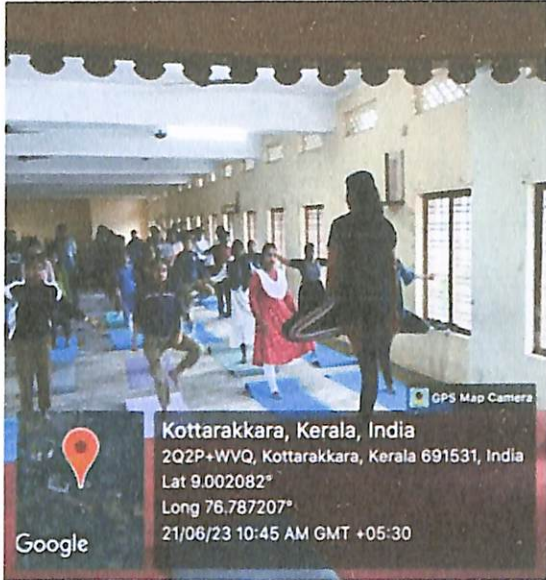 GPS Map Camera
Kottarakkara, Kerala, India
2Q2P+WVQ, Kottarakkara, Kerala 691531, India
Lat 9.002082°
Long 76.787207°
21/06/23 10:45 AM GMT +05:30
Google